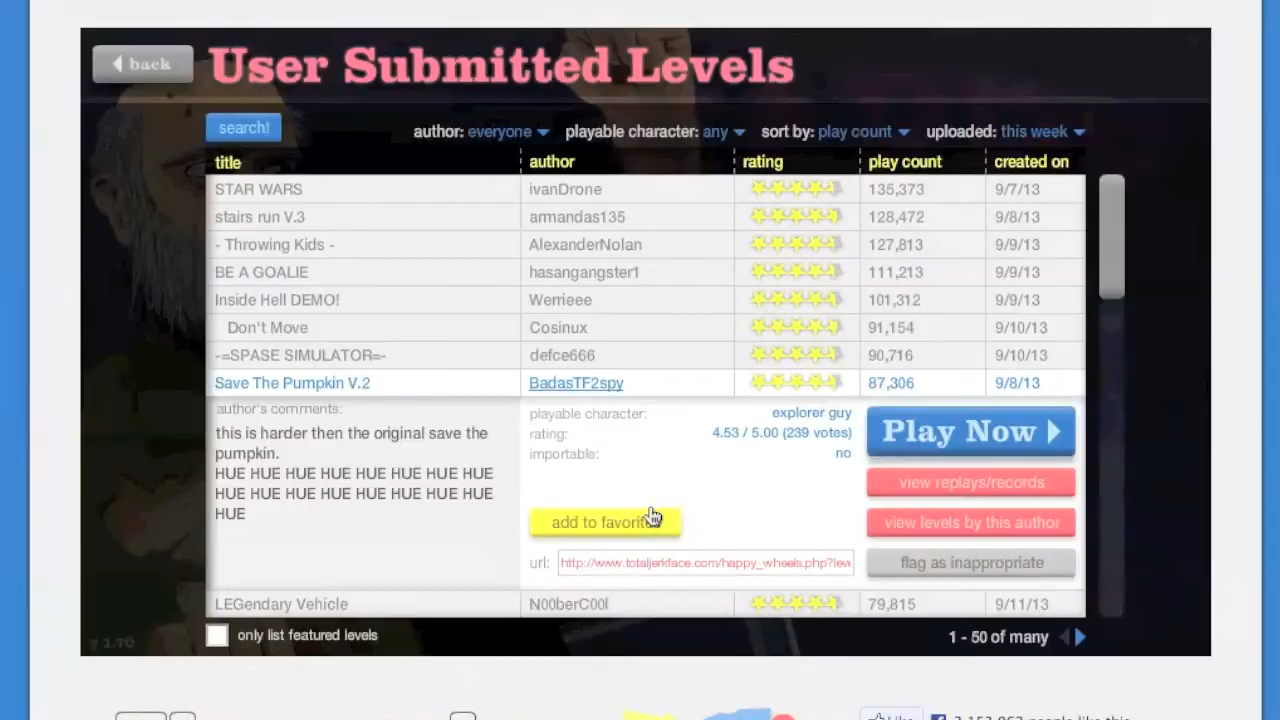 back
User Submitted Levels
search!
author: everyone
playable character: any
sort by: play count
uploaded: this week
title author rating play count created on
STAR WARS ivanDrone 135,373 9/7/13
stairs run V.3 armandas135 128,472 9/8/13
- Throwing Kids - AlexanderNolan 127,813 9/9/13
BE A GOALIE hasangangster1 111,213 9/9/13
Inside Hell DEMO! Werrieee 101,312 9/9/13
Don't Move Cosinux 91,154 9/10/13
-=SPASE SIMULATOR=- defce666 90,716 9/10/13
Save The Pumpkin V.2 BadasTF2spy 87,306 9/8/13
author's comments:
this is harder then the original save the
pumpkin.
HUE HUE HUE HUE HUE HUE HUE HUE
HUE HUE HUE HUE HUE HUE HUE HUE
HUE
playable character: explorer guy
rating: 4.53 / 5.00 (239 votes)
importable: no
add to
url: http://www.totaljerkface.com/happy_wheels.php?lev
Play Now
view replays/records
view levels by this author
flag as inappropriate
LEGendary Vehicle N00berC00l 79,815 9/11/13
only list featured levels
1 - 50 of many
v 1.70